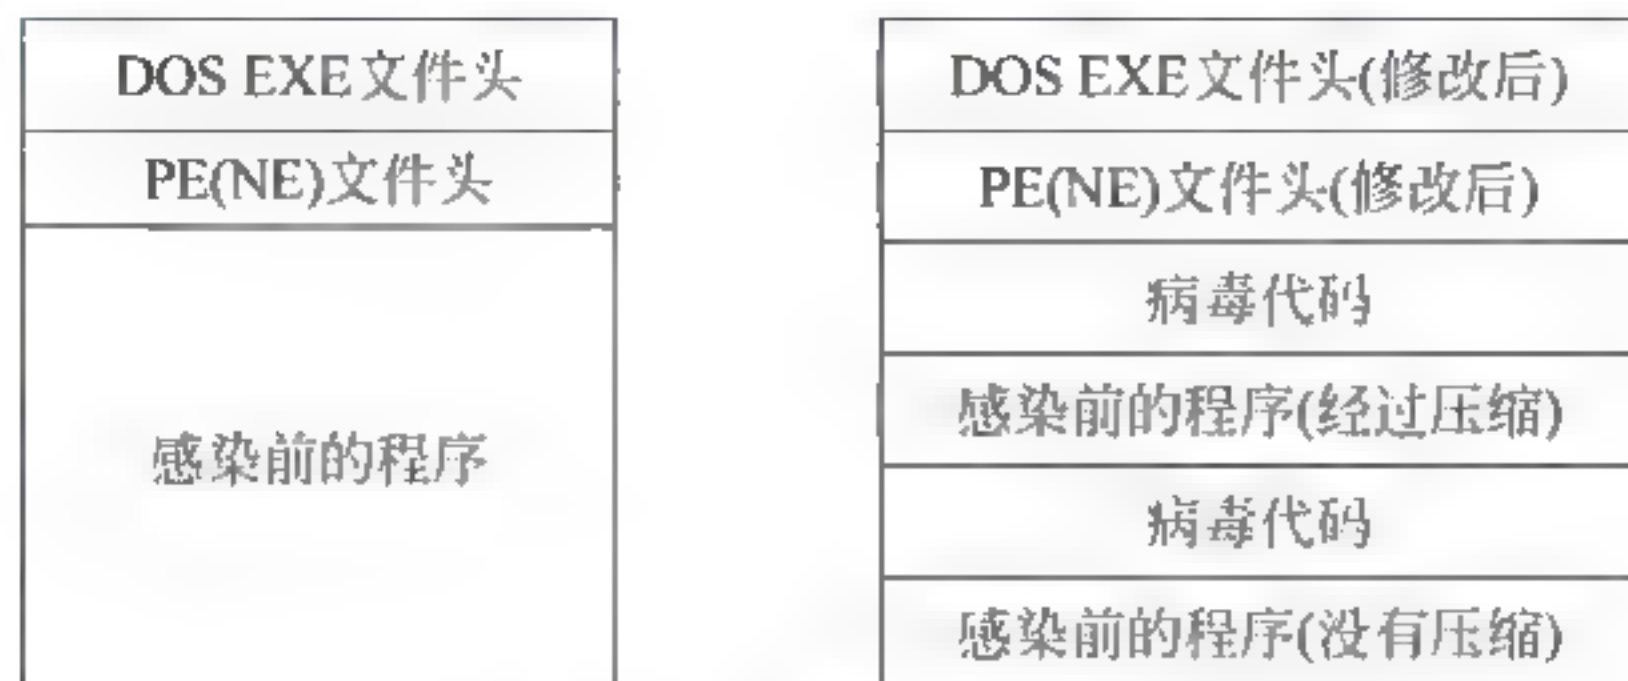 DOS EXE文件头
PE(NE)文件头
感染前的程序
DOS EXE文件头(修改后)
PE(NE)文件头(修改后)
病毒代码
感染前的程序(经过压缩)
病毒代码
感染前的程序(没有压缩)